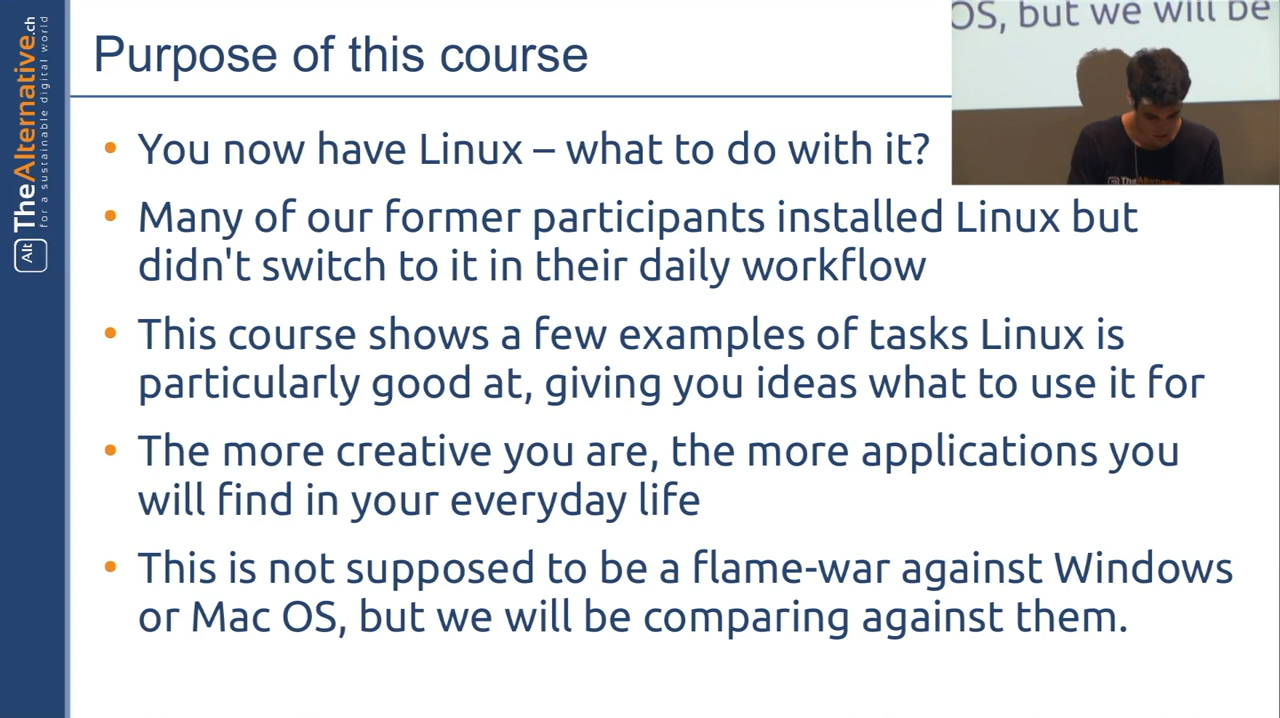 TheAlternative.ch
for a sustainable digital world
Alt
Purpose of this course
OS, but we will be
• You now have Linux – what to do with it?
• Many of our former participants installed Linux but
didn't switch to it in their daily workflow
• This course shows a few examples of tasks Linux is
particularly good at, giving you ideas what to use it for
• The more creative you are, the more applications you
will find in your everyday life
• This is not supposed to be a flame-war against Windows
or Mac OS, but we will be comparing against them.
TheAlternative